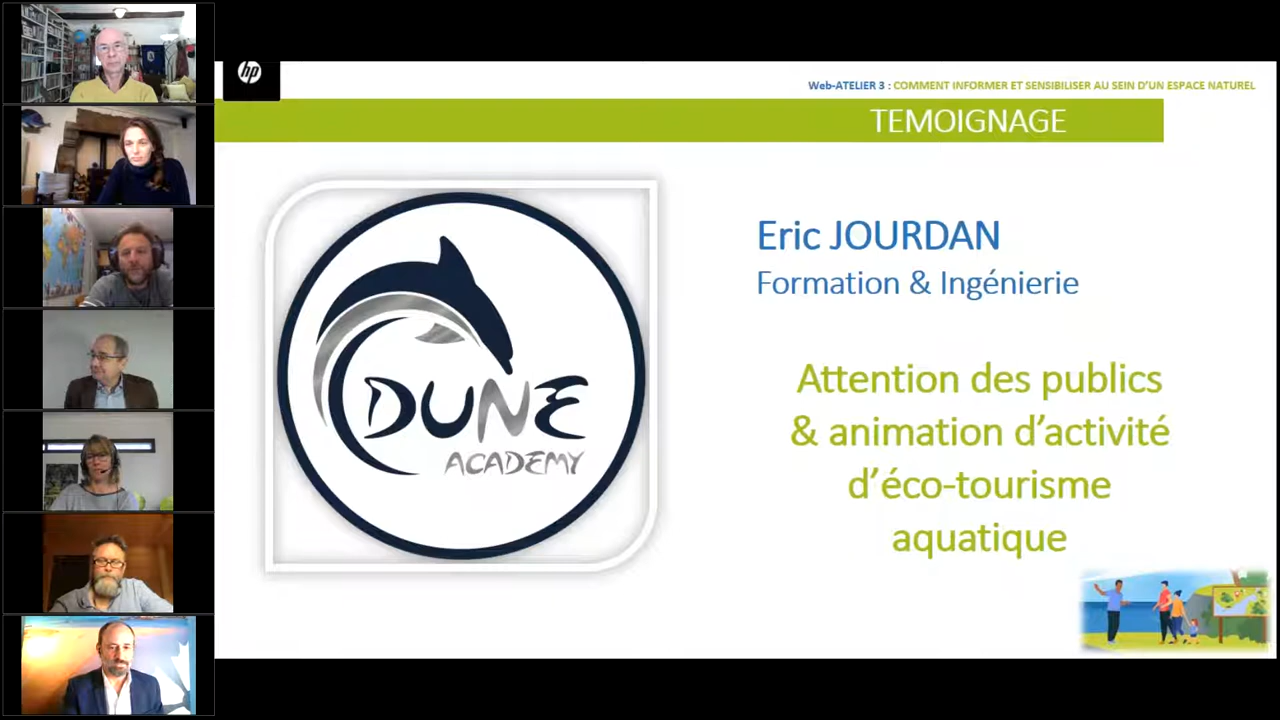 hp
Web-ATELIER 3 : COMMENT INFORMER ET SENSIBILISER AU SEIN D'UN ESPACE NATUREL
TEMOIGNAGE
DUNE
ACADEMY
Eric JOURDAN
Formation & Ingénierie
Attention des publics
& animation d'activité
d'éco-tourisme
aquatique